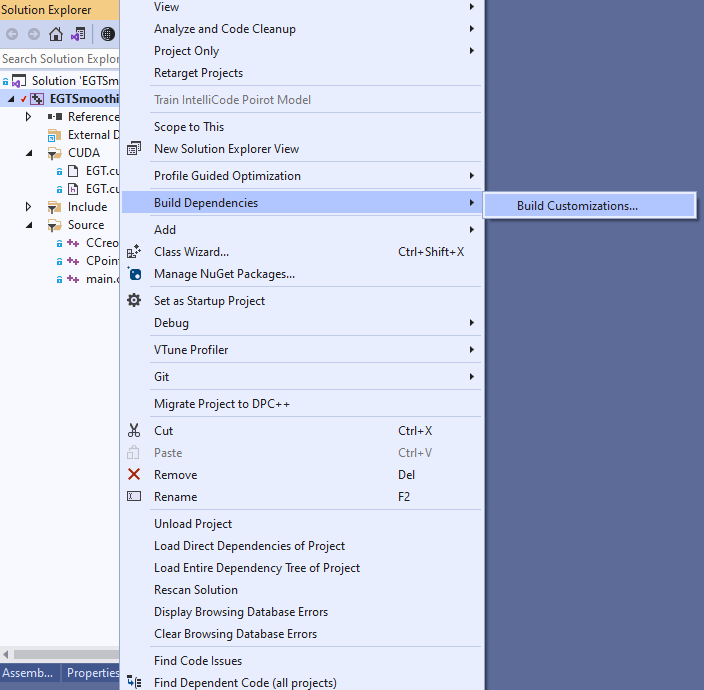 Solution Explorer
Search Solution Explor
Solution 'EGTSm
EGTSmoothi
Reference
External D
CUDA
EGT.cu
EGT.cu
Include
Source
CCreo
CPoin
main.c
Assemb...
Properties
View
Analyze and Code Cleanup
Project Only
Retarget Projects
Train IntelliCode Poirot Model
Scope to This
New Solution Explorer View
Profile Guided Optimization
Build Dependencies
Build Customizations...
Add
Class Wizard... Ctrl+Shift+X
Manage NuGet Packages...
Set as Startup Project
Debug
VTune Profiler
Git
Migrate Project to DPC++
Cut Ctrl+X
Paste Ctrl+V
Remove Del
Rename F2
Unload Project
Load Direct Dependencies of Project
Load Entire Dependency Tree of Project
Rescan Solution
Display Browsing Database Errors
Clear Browsing Database Errors
Find Code Issues
Find Dependent Code (all projects)